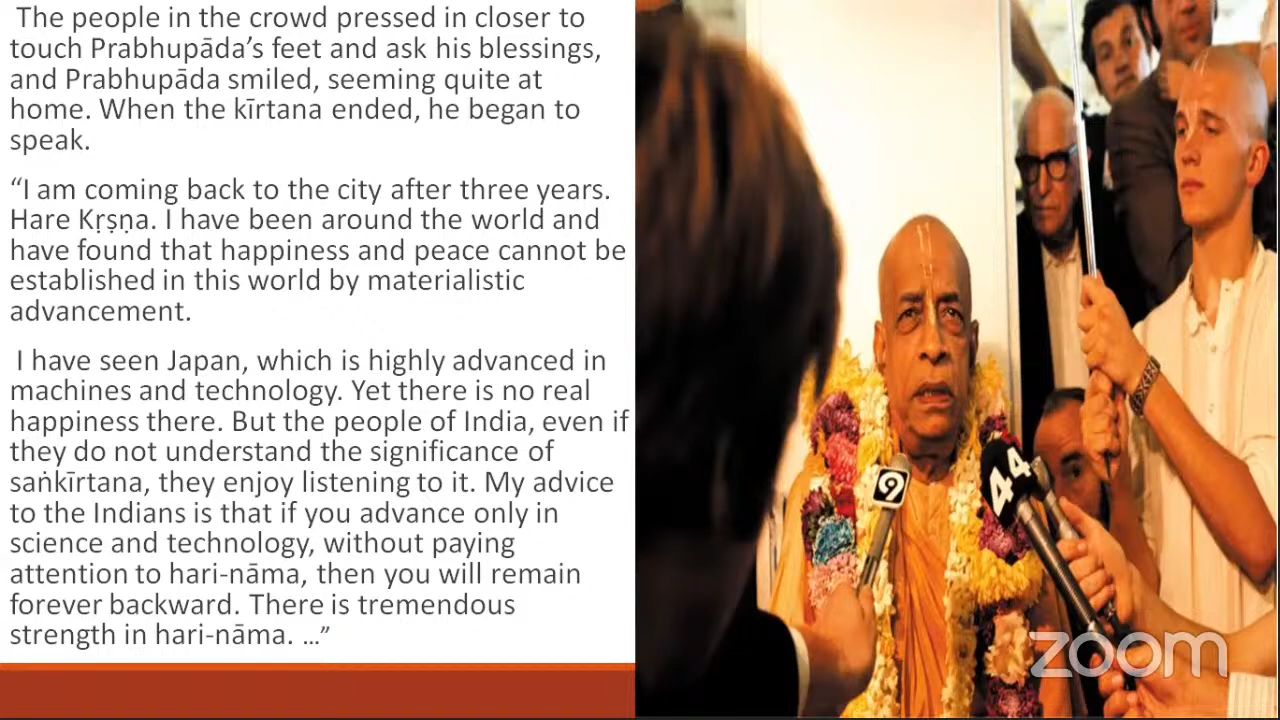 The people in the crowd pressed in closer to
touch Prabhupāda’s feet and ask his blessings,
and Prabhupāda smiled, seeming quite at
home. When the kīrtana ended, he began to
speak.
“I am coming back to the city after three years.
Hare Kṛṣṇa. I have been around the world and
have found that happiness and peace cannot be
established in this world by materialistic
advancement.
I have seen Japan, which is highly advanced in
machines and technology. Yet there is no real
happiness there. But the people of India, even if
they do not understand the significance of
saṅkīrtana, they enjoy listening to it. My advice
to the Indians is that if you advance only in
science and technology, without paying
attention to hari-nāma, then you will remain
forever backward. There is tremendous
strength in hari-nāma. ...”
9
44
zoom